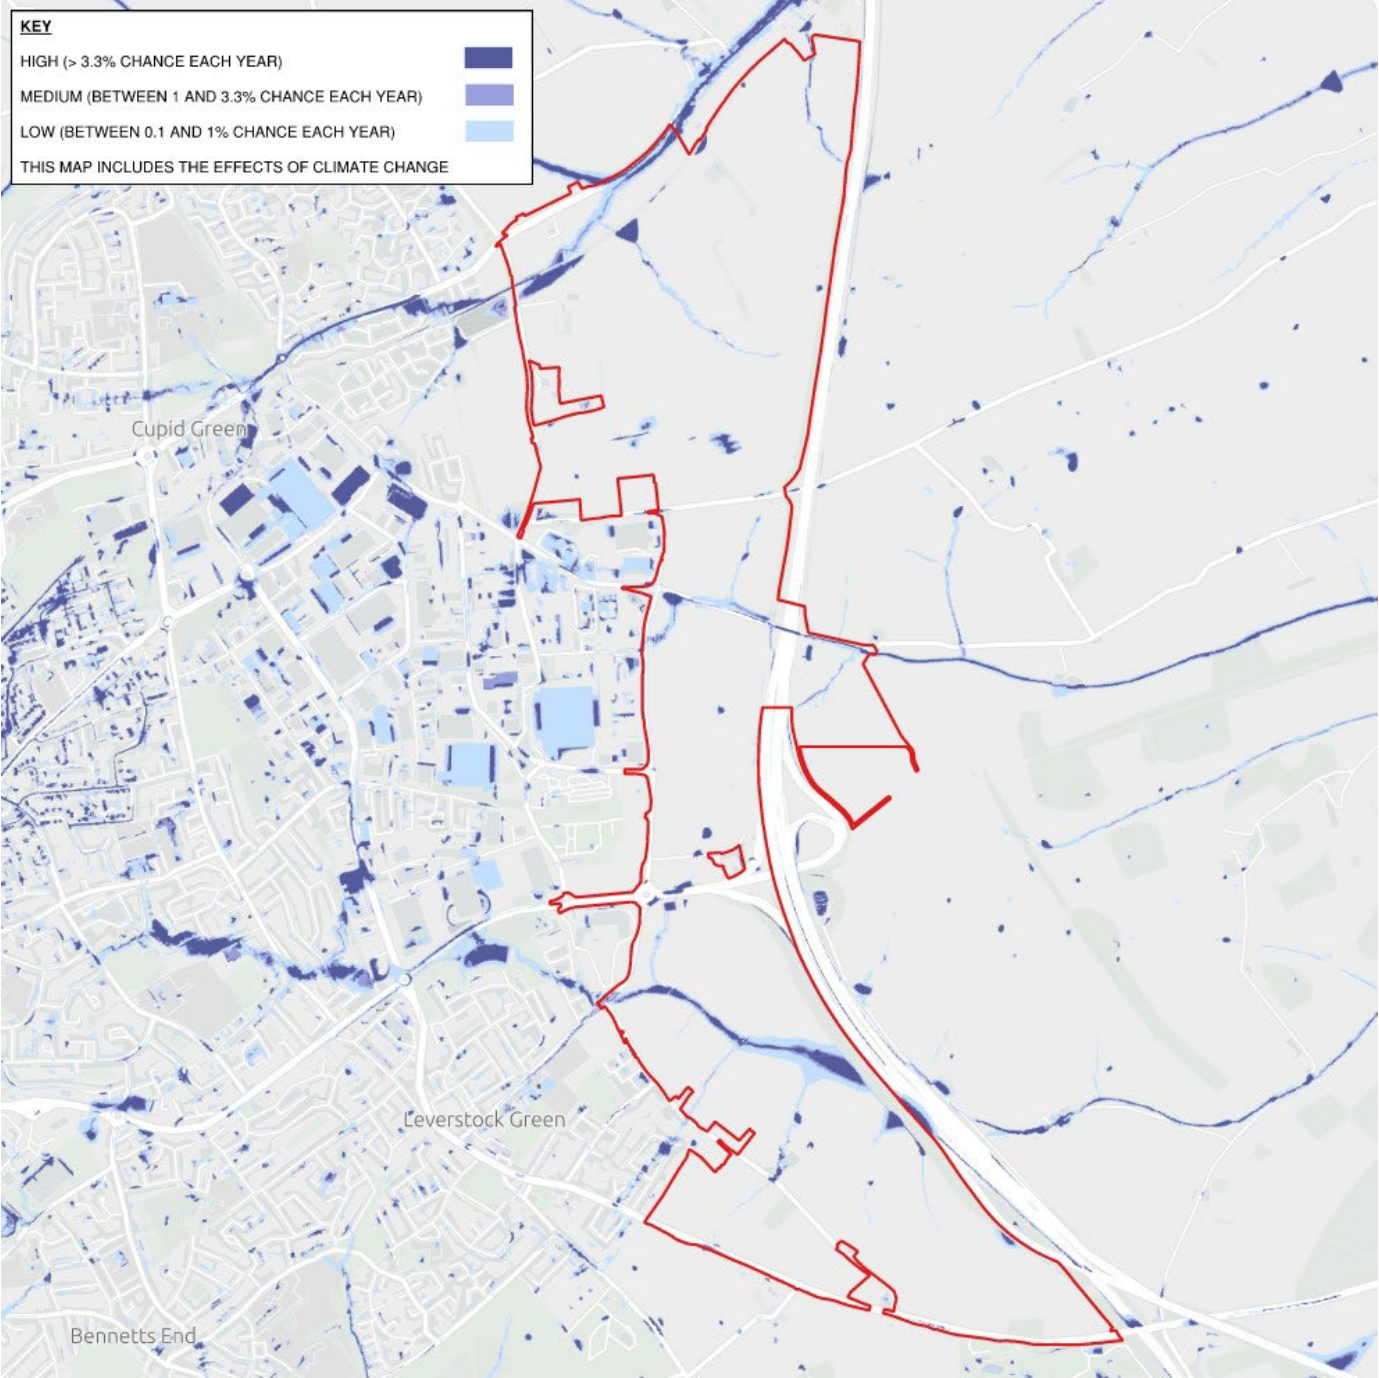 KEY
HIGH (> 3.3% CHANCE EACH YEAR)
MEDIUM (BETWEEN 1 AND 3.3% CHANCE EACH YEAR)
LOW (BETWEEN 0.1 AND 1% CHANCE EACH YEAR)
THIS MAP INCLUDES THE EFFECTS OF CLIMATE CHANGE
Cupid Green
Leverstock Green
Bennetts End